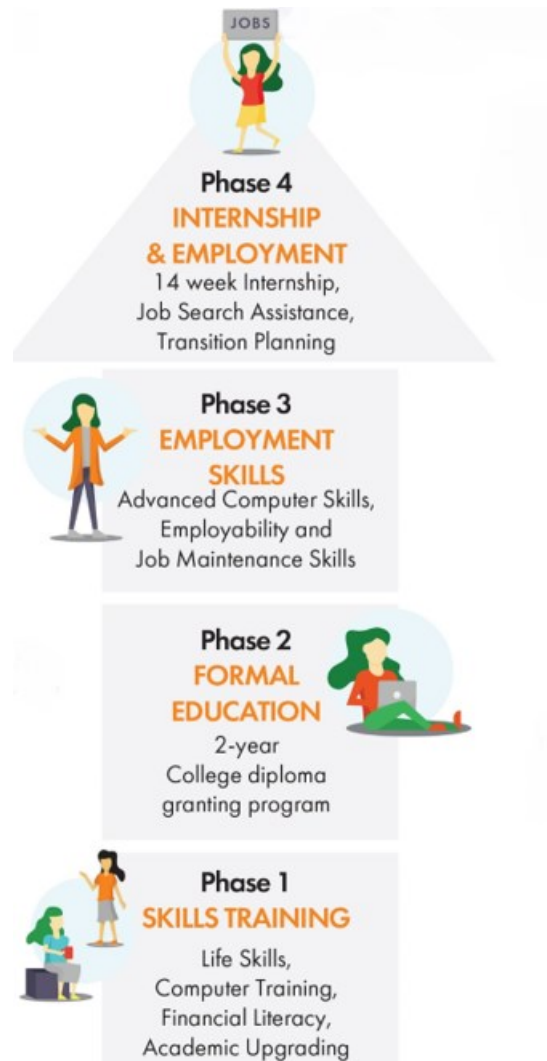 JOBS
Phase 4
INTERNSHIP
& EMPLOYMENT
14 week Internship,
Job Search Assistance,
Transition Planning
Phase 3
EMPLOYMENT
SKILLS
Advanced Computer Skills,
Employability and
Job Maintenance Skills
Phase 2
FORMAL
EDUCATION
2-year
College diploma
granting program
Phase 1
SKILLS TRAINING
Life Skills,
Computer Training,
Financial Literacy,
Academic Upgrading